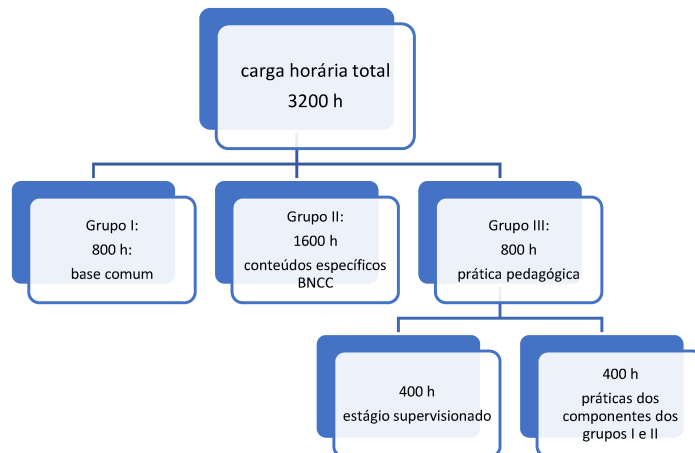 carga horária total
3200 h
Grupo I:
800 h:
base comum
Grupo II:
1600 h
conteúdos específicos
BNCC
Grupo III:
800 h
prática pedagógica
400 h
estágio supervisionado
400 h
práticas dos
componentes dos
grupos I e II